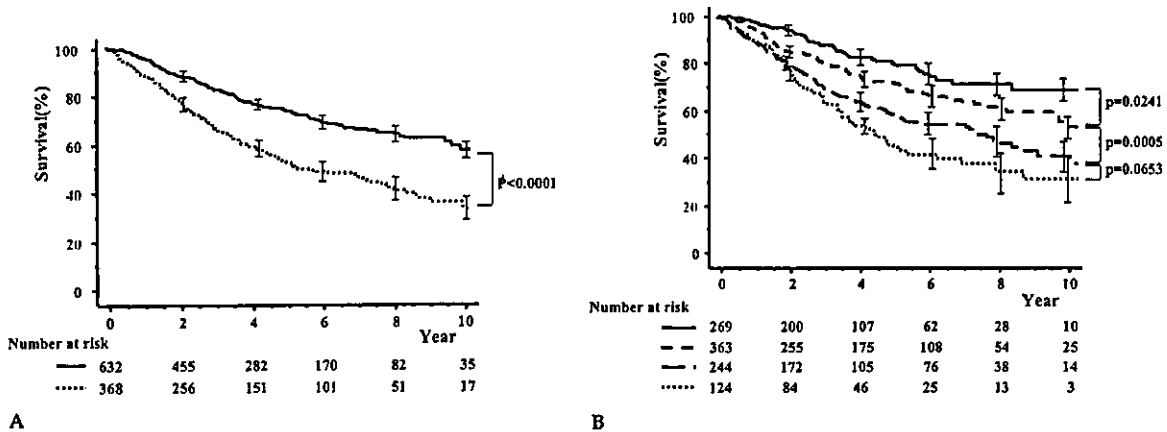 100
80
60
40
20
0
Survival(%)
p<0.0001
0 2 4 6 8 10
Year
Number at risk
632 455 282 170 82 35
368 256 151 101 51 17
A
100
80
60
40
20
0
Survival(%)
p=0.0241
p=0.0005
p=0.0653
0 2 4 6 8 10
Year
Number at risk
269 200 107 62 28 10
363 255 175 108 54 25
244 172 105 76 38 14
124 84 46 25 13 3
B